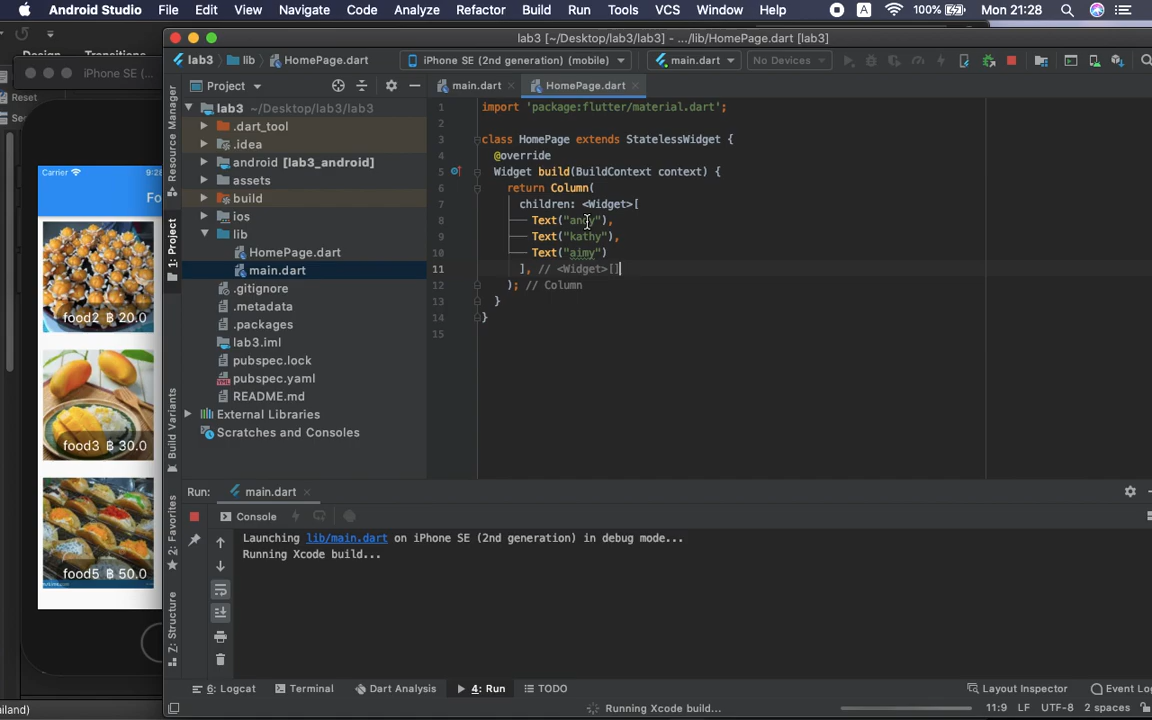 Android Studio File Edit View Navigate Code Analyze Refactor Build Run Tools VCS Window Help A 100% Mon 21:28
lab3 [~/Desktop/lab3/lab3] - .../lib/HomePage.dart [lab3]
lab3 lib HomePage.dart iPhone SE (2nd generation) (mobile) main.dart No Devices
iPhone SE (...
Reset
Project
main.dart HomePage.dart
lab3 ~/Desktop/lab3/lab3
.dart_tool
.idea
android [lab3_android]
assets
build
ios
lib
HomePage.dart
main.dart
.gitignore
.metadata
.packages
lab3.iml
pubspec.lock
pubspec.yaml
README.md
External Libraries
Scratches and Consoles
Resource Manager
1: Project
Build Variants
2: Favorites
7: Structure
1 import 'package:flutter/material.dart';
2
3 class HomePage extends StatelessWidget {
4 @override
5 Widget build(BuildContext context) {
6 return Column(
7 children: <Widget>[
8 Text("andy"),
9 Text("kathy"),
10 Text("aimy")
11 ], // <Widget>[]
12 ); // Column
13 }
14 }
15
Carrier 9:28
Fo
food2 ฿ 20.0
food3 ฿ 30.0
food5 ฿ 50.0
Run: main.dart
Console
Launching lib/main.dart on iPhone SE (2nd generation) in debug mode...
Running Xcode build...
6: Logcat Terminal Dart Analysis 4: Run TODO Layout Inspector Event Lo
ailand)
Running Xcode build... 11:9 LF UTF-8 2 spaces